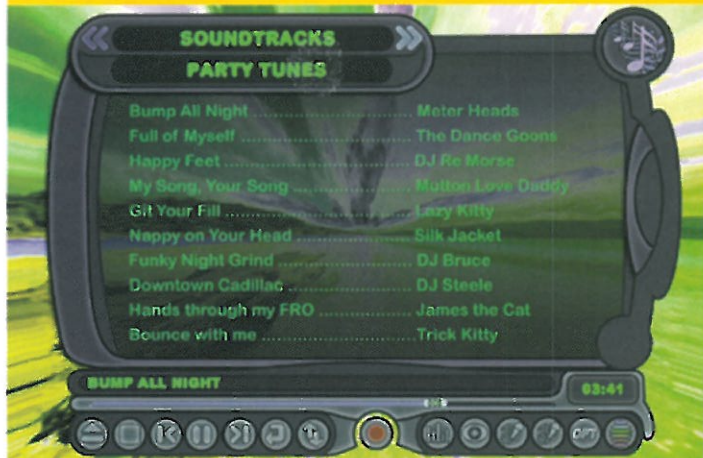 SOUNDTRACKS
PARTY TUNES
Bump All Night ........................ Meter Heads
Full of Myself ........................... The Dance Goons
Happy Feet ............................. DJ Re Morse
My Song, Your Song ................ Mutton Love Daddy
Git Your Fill ............................. Lazy Kitty
Nappy on Your Head ................ Silk Jacket
Funky Night Grind .................... DJ Bruce
Downtown Cadillac ................... DJ Steele
Hands through my FRO ............ James the Cat
Bounce with me ....................... Trick Kitty
BUMP ALL NIGHT 03:41